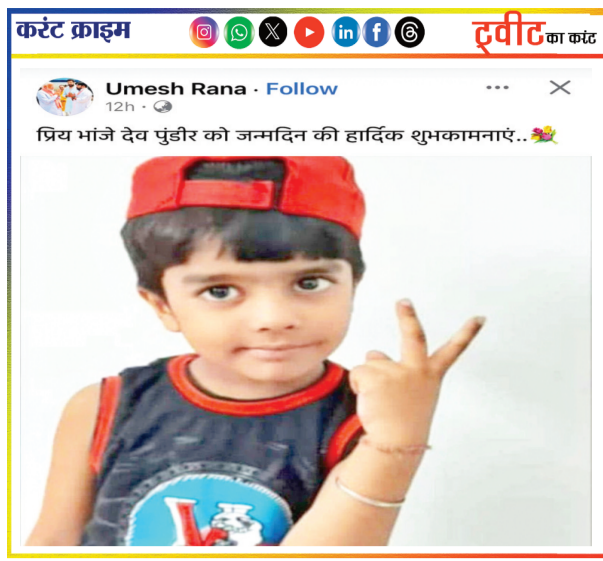 करंट क्राइम
ट्वीट का करंट
Umesh Rana · Follow
12h ·
प्रिय भांजे देव पुंडीर को जन्मदिन की हार्दिक शुभकामनाएं..